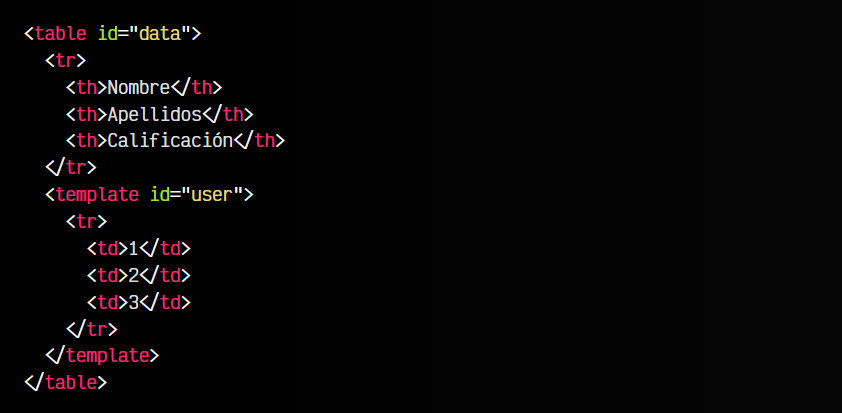 <table id="data">
  <tr>
    <th>Nombre</th>
    <th>Apellidos</th>
    <th>Calificación</th>
  </tr>
  <template id="user">
    <tr>
      <td>1</td>
      <td>2</td>
      <td>3</td>
    </tr>
  </template>
</table>